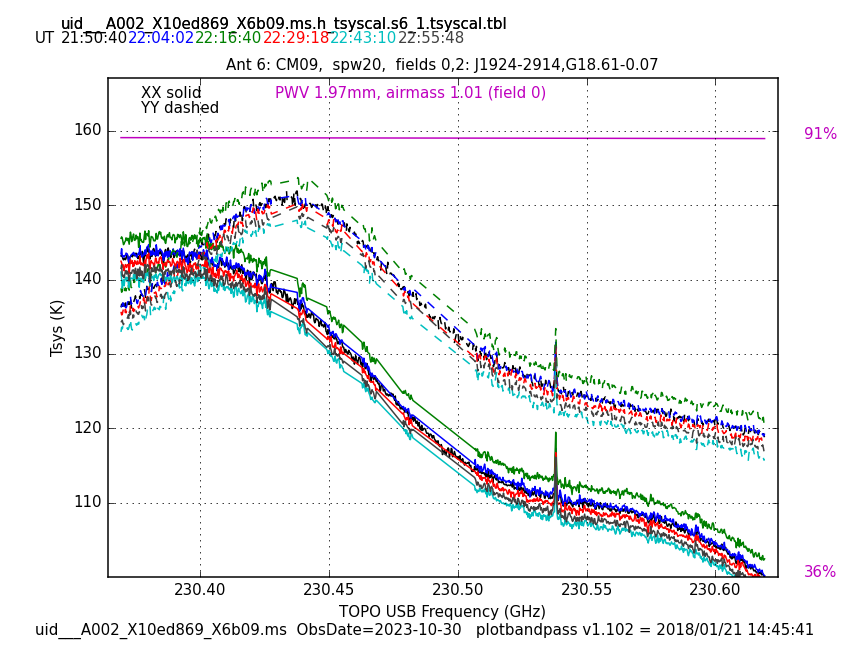 uid___A002_X10ed869_X6b09.ms.h_tsyscal.s6_1.tsyscal.tbl
UT 21:50:40 22:04:02 22:16:40 22:29:18 22:43:10 22:55:48
Ant 6: CM09,  spw20,  fields 0,2: J1924-2914,G18.61-0.07
XX solid
YY dashed
PWV 1.97mm, airmass 1.01 (field 0)
91%
160
150
140
130
120
110
36%
Tsys (K)
230.40 230.45 230.50 230.55 230.60
TOPO USB Frequency (GHz)
uid___A002_X10ed869_X6b09.ms  ObsDate=2023-10-30   plotbandpass v1.102 = 2018/01/21 14:45:41